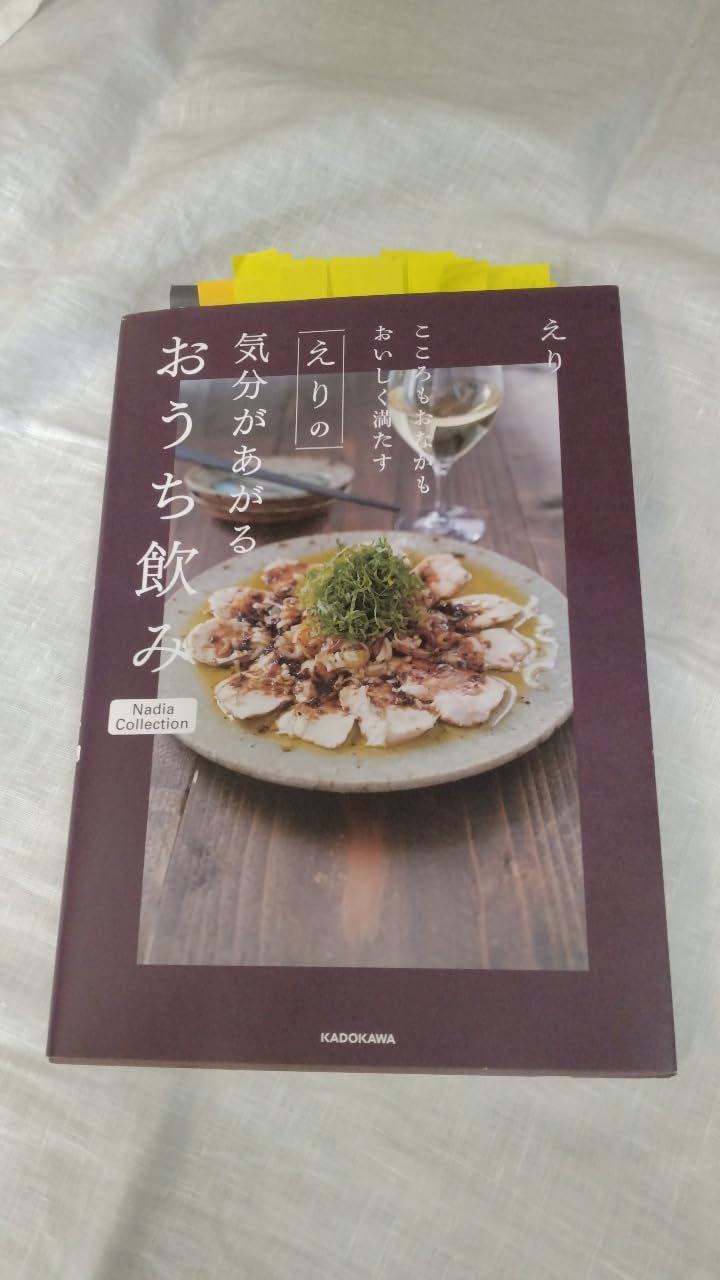 えり
こころもおなかも
おいしく満たす
えりの
気分があがる
おうち飲み
Nadia
Collection
KADOKAWA